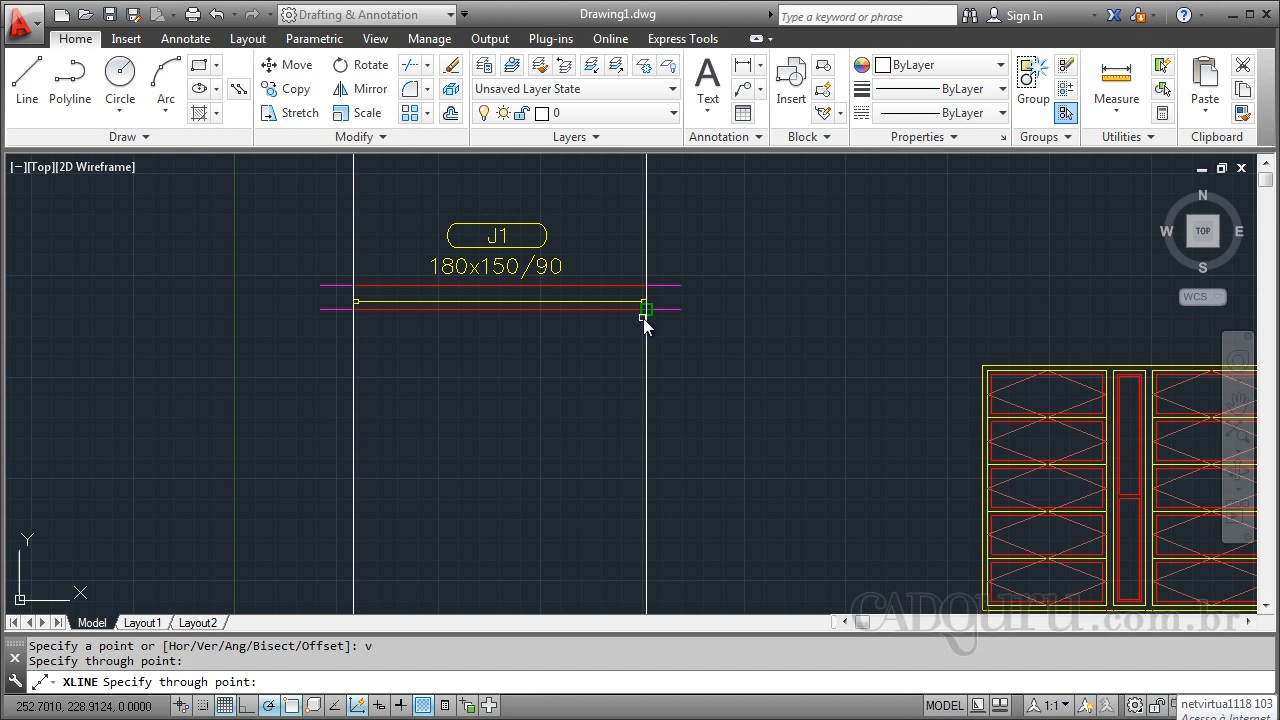 Drafting & Annotation
Drawing1.dwg
Type a keyword or phrase
Sign In
Home Insert Annotate Layout Parametric View Manage Output Plug-ins Online Express Tools
Line Polyline Circle Arc
Move Rotate
Copy Mirror
Stretch Scale
Unsaved Layer State
0
Text
Insert
ByLayer
ByLayer
ByLayer
Group
Measure
Paste
Draw Modify Layers Annotation Block Properties Groups Utilities Clipboard
[−][Top][2D Wireframe]
N
W TOP E
S
WCS
J1
180x150/90
Y
X
CADGuru.com.br
Model Layout1 Layout2
Specify a point or [Hor/Ver/Ang/Bisect/Offset]: v
Specify through point:
XLINE Specify through point:
252.7010, 228.9124, 0.0000
MODEL
1:1
netvirtua1118 103
Acesso à Internet